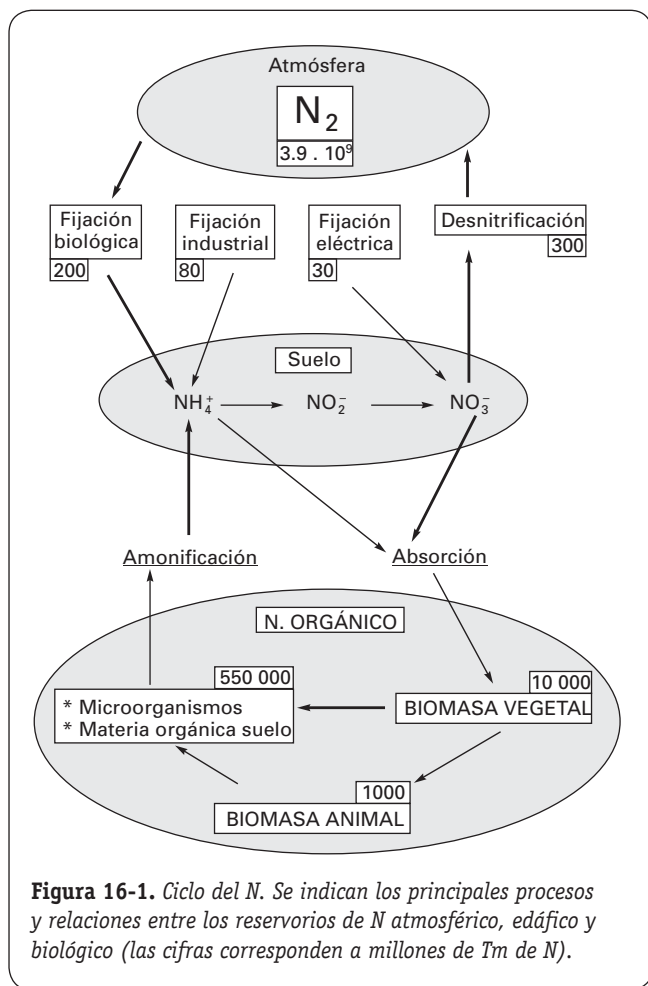 Atmósfera
N₂
3.9 . 10⁹
Fijación
biológica
200
Fijación
industrial
80
Fijación
eléctrica
30
Desnitrificación
300
Suelo
NH₄⁺
NO₂⁻
NO₃⁻
Amonificación
Absorción
N. ORGÁNICO
550 000
* Microorganismos
* Materia orgánica suelo
10 000
BIOMASA VEGETAL
1000
BIOMASA ANIMAL
Figura 16-1. Ciclo del N. Se indican los principales procesos
y relaciones entre los reservorios de N atmosférico, edáfico y
biológico (las cifras corresponden a millones de Tm de N).